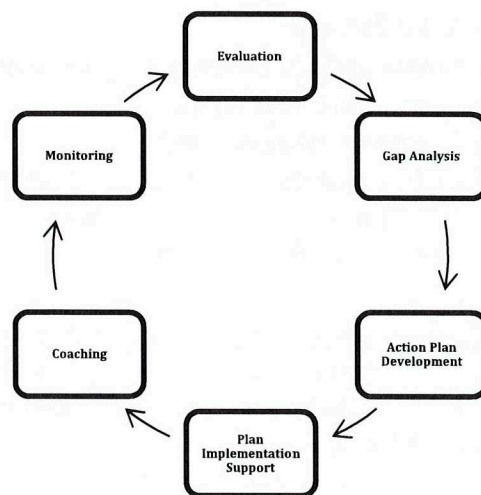 Evaluation
Gap Analysis
Action Plan
Development
Plan
Implementation
Support
Coaching
Monitoring